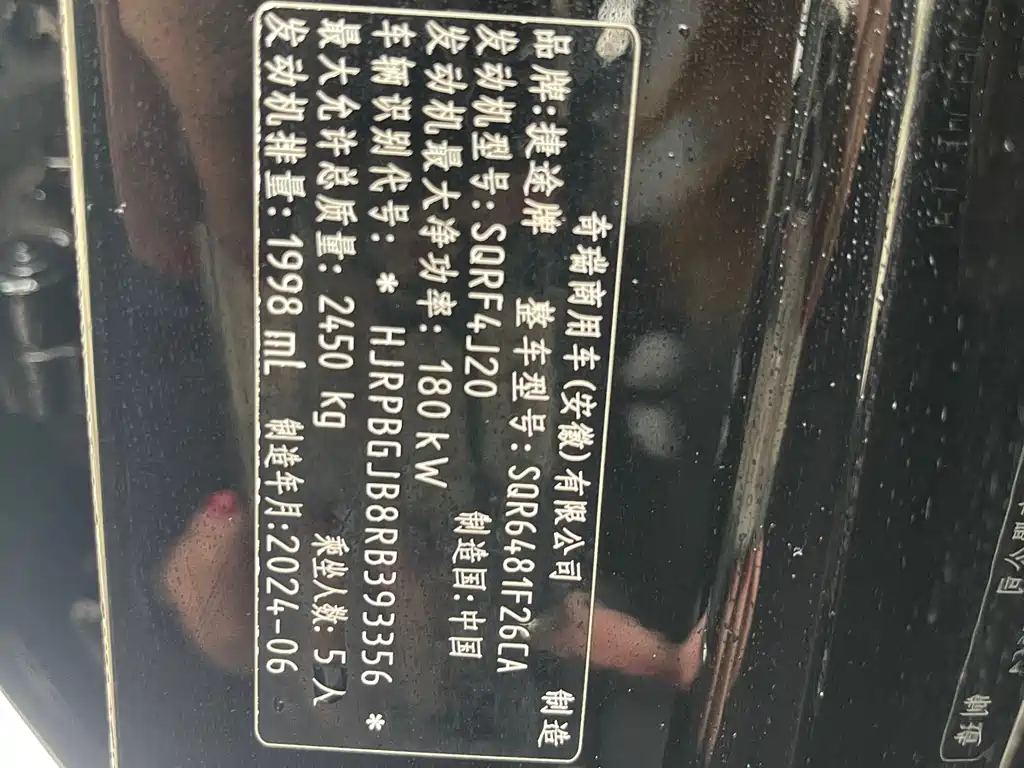 奇瑞商用车(安徽)有限公司 制造
品牌:捷途牌 整车型号:SQR6481F26CA
发动机型号:SQRF4J20 制造国:中国
发动机最大净功率:180 kW
车辆识别代号:* HJRPBGJB8RB393356 *
最大允许总质量:2450 kg 乘坐人数:5人
发动机排量:1998 mL 制造年月:2024-06